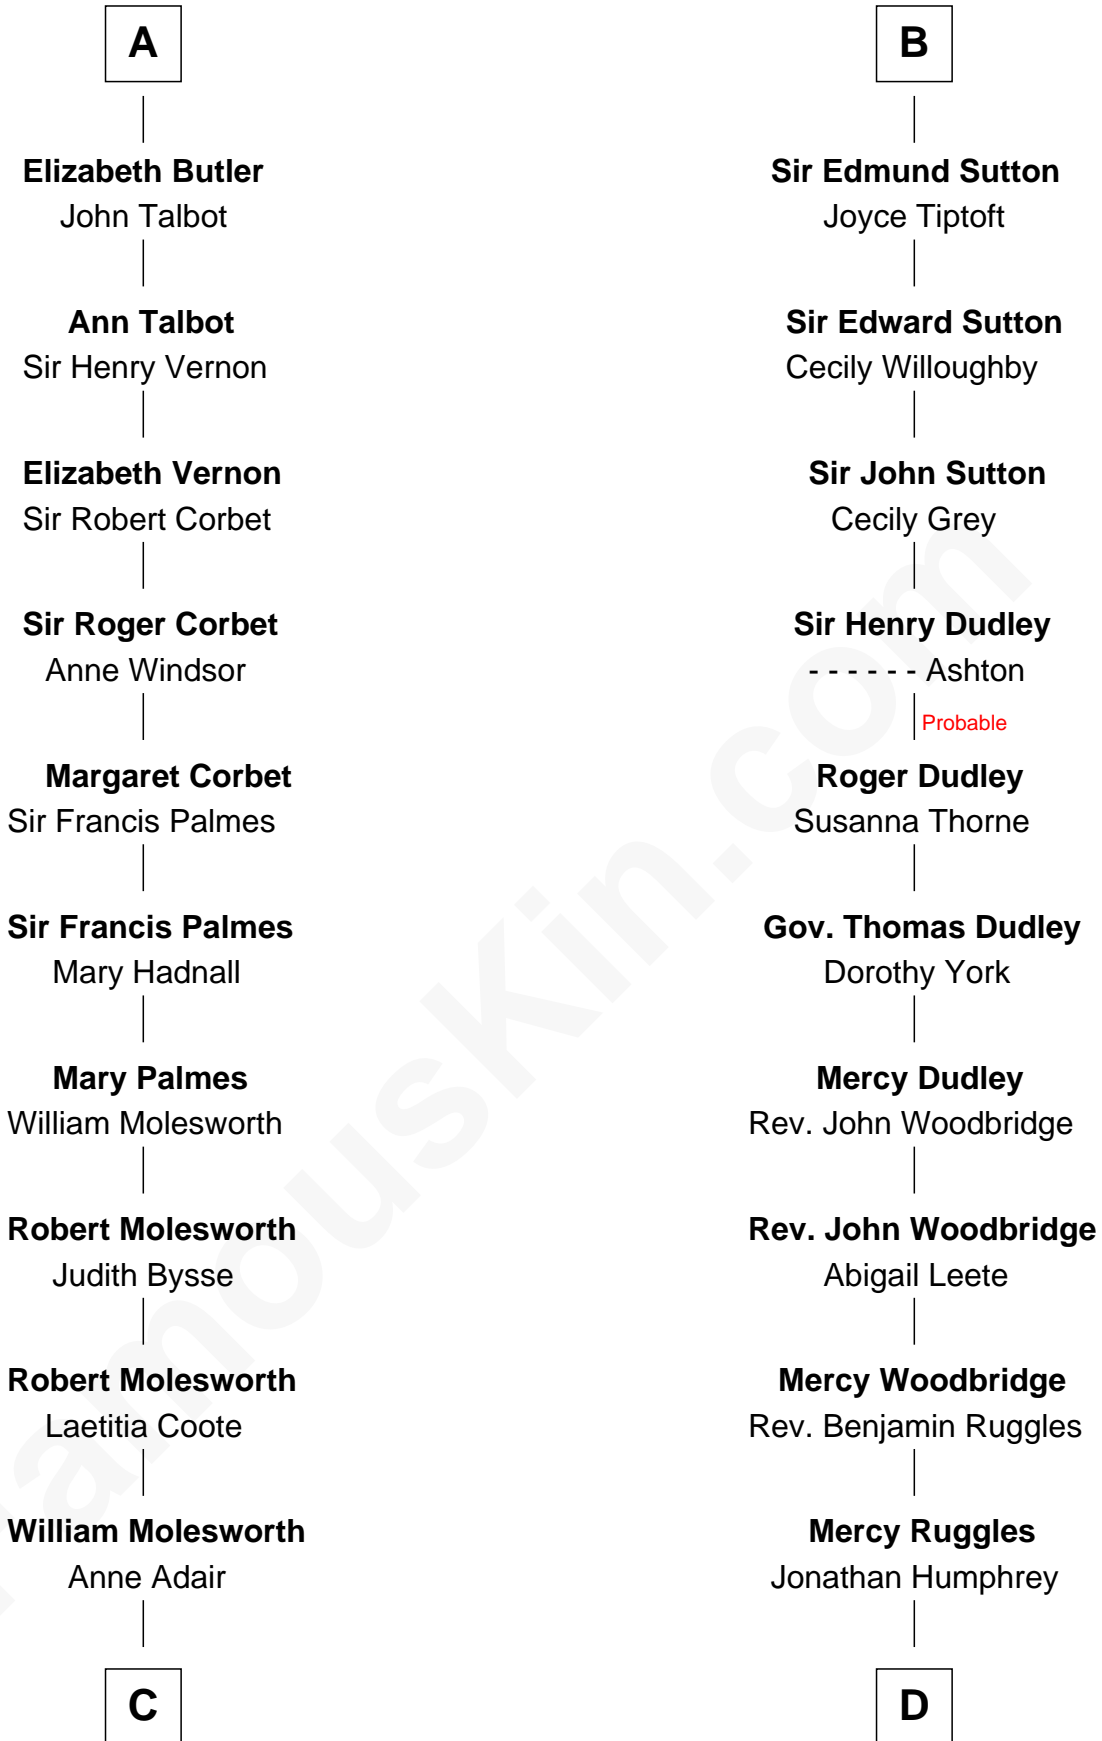 A
Elizabeth Butler
John Talbot
Ann Talbot
Sir Henry Vernon
Elizabeth Vernon
Sir Robert Corbet
Sir Roger Corbet
Anne Windsor
Margaret Corbet
Sir Francis Palmes
Sir Francis Palmes
Mary Hadnall
Mary Palmes
William Molesworth
Robert Molesworth
Judith Bysse
Robert Molesworth
Laetitia Coote
William Molesworth
Anne Adair
C
B
Sir Edmund Sutton
Joyce Tiptoft
Sir Edward Sutton
Cecily Willoughby
Sir John Sutton
Cecily Grey
Sir Henry Dudley
- - - - - - Ashton
Probable
Roger Dudley
Susanna Thorne
Gov. Thomas Dudley
Dorothy York
Mercy Dudley
Rev. John Woodbridge
Rev. John Woodbridge
Abigail Leete
Mercy Woodbridge
Rev. Benjamin Ruggles
Mercy Ruggles
Jonathan Humphrey
D
FamousKin.com